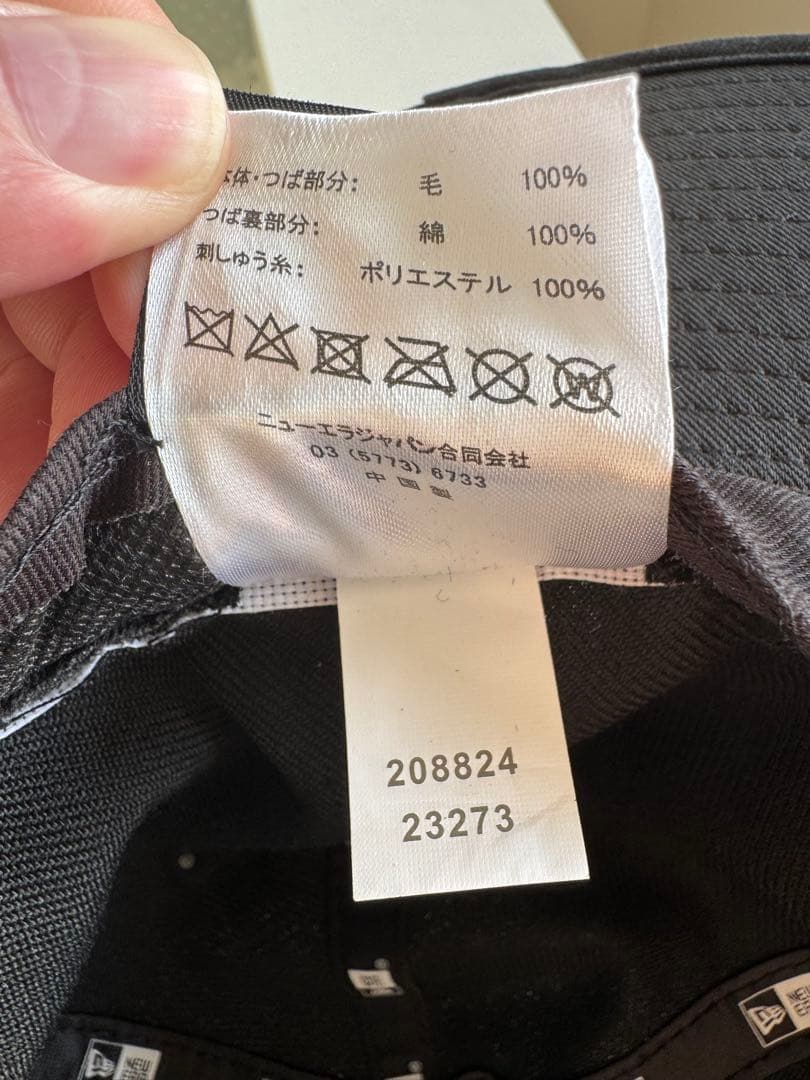 体・つば部分: 毛 100%
つば裏部分: 綿 100%
刺しゅう糸: ポリエステル 100%
W
ニューエラジャパン合同会社
03 (5773) 6733
中国製
208824
23273
NEW
NEW